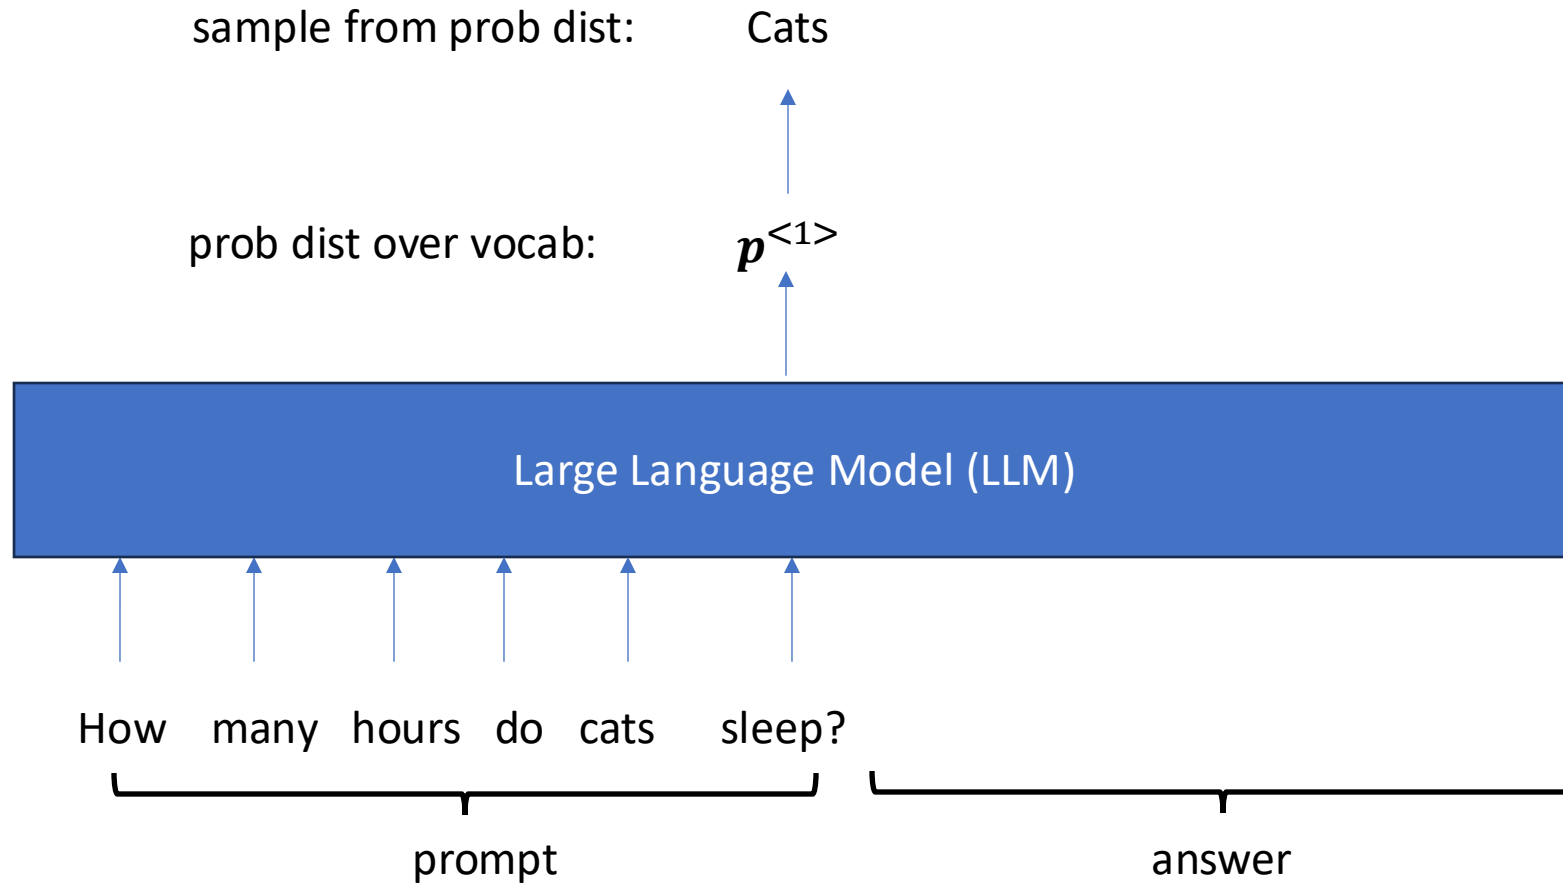 sample from prob dist: Cats
prob dist over vocab: p<1>
Large Language Model (LLM)
How many hours do cats sleep?
prompt answer